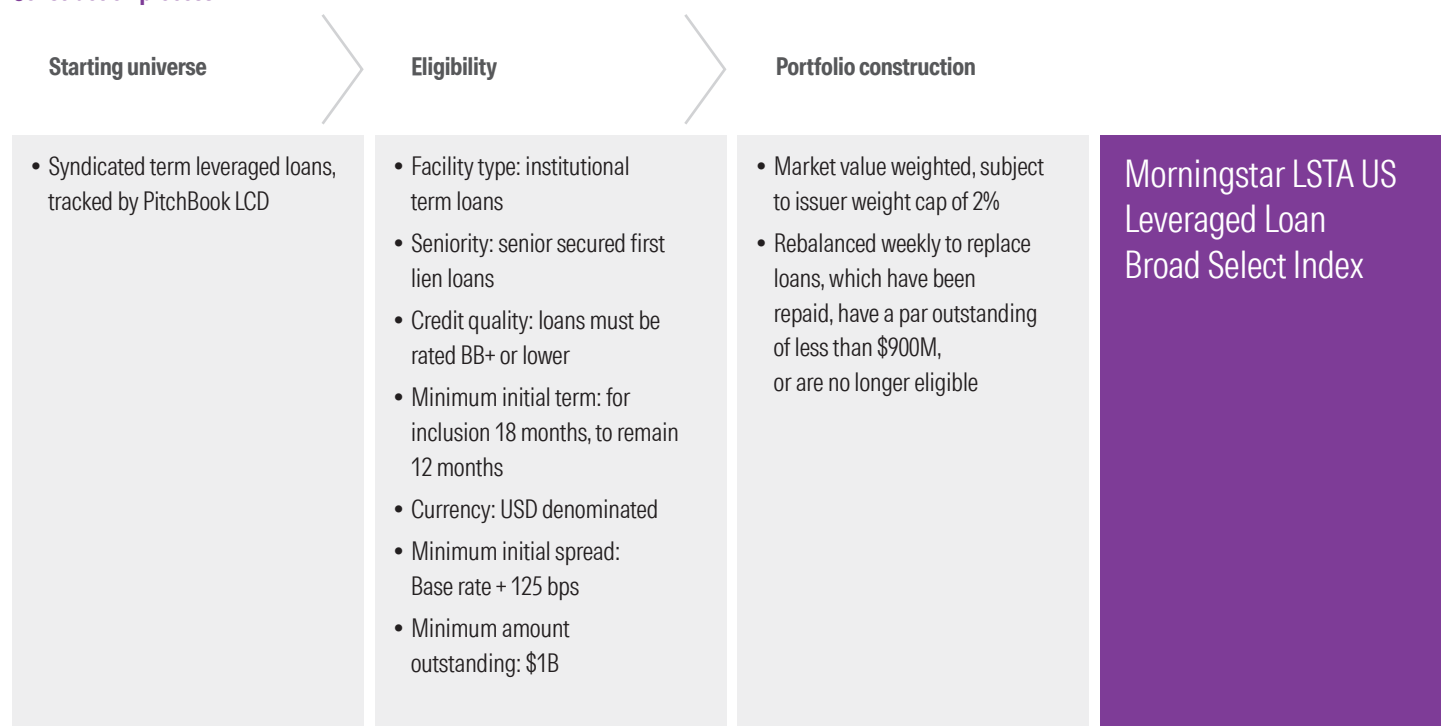 Starting universe
Eligibility
Portfolio construction
• Syndicated term leveraged loans,
tracked by PitchBook LCD
• Facility type: institutional
term loans
• Seniority: senior secured first
lien loans
• Credit quality: loans must be
rated BB+ or lower
• Minimum initial term: for
inclusion 18 months, to remain
12 months
• Currency: USD denominated
• Minimum initial spread:
Base rate + 125 bps
• Minimum amount
outstanding: $1B
• Market value weighted, subject
to issuer weight cap of 2%
• Rebalanced weekly to replace
loans, which have been
repaid, have a par outstanding
of less than $900M,
or are no longer eligible
Morningstar LSTA US
Leveraged Loan
Broad Select Index